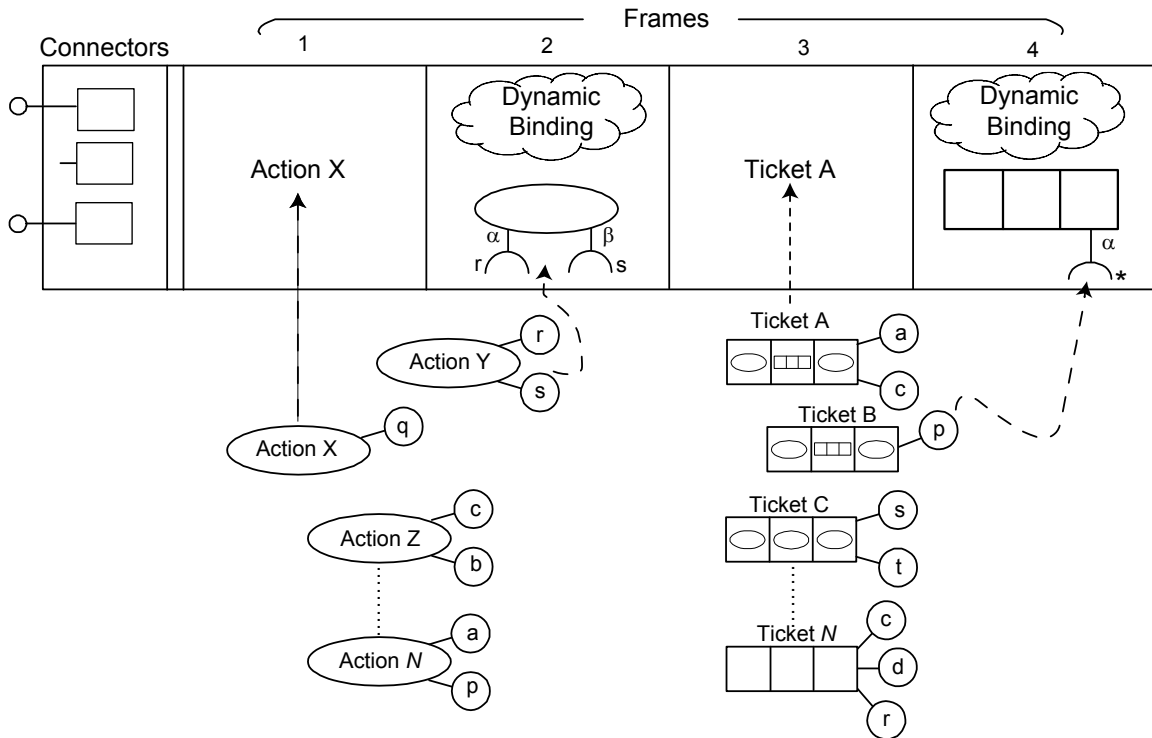 Frames
Connectors
1
2
3
4
Dynamic
Binding
Dynamic
Binding
Action X
Ticket A
α
β
r
s
α
*
Ticket A
r
Action Y
s
a
c
Ticket B
q
Action X
p
Ticket C
c
Action Z
b
s
t
Ticket N
a
Action N
p
c
d
r